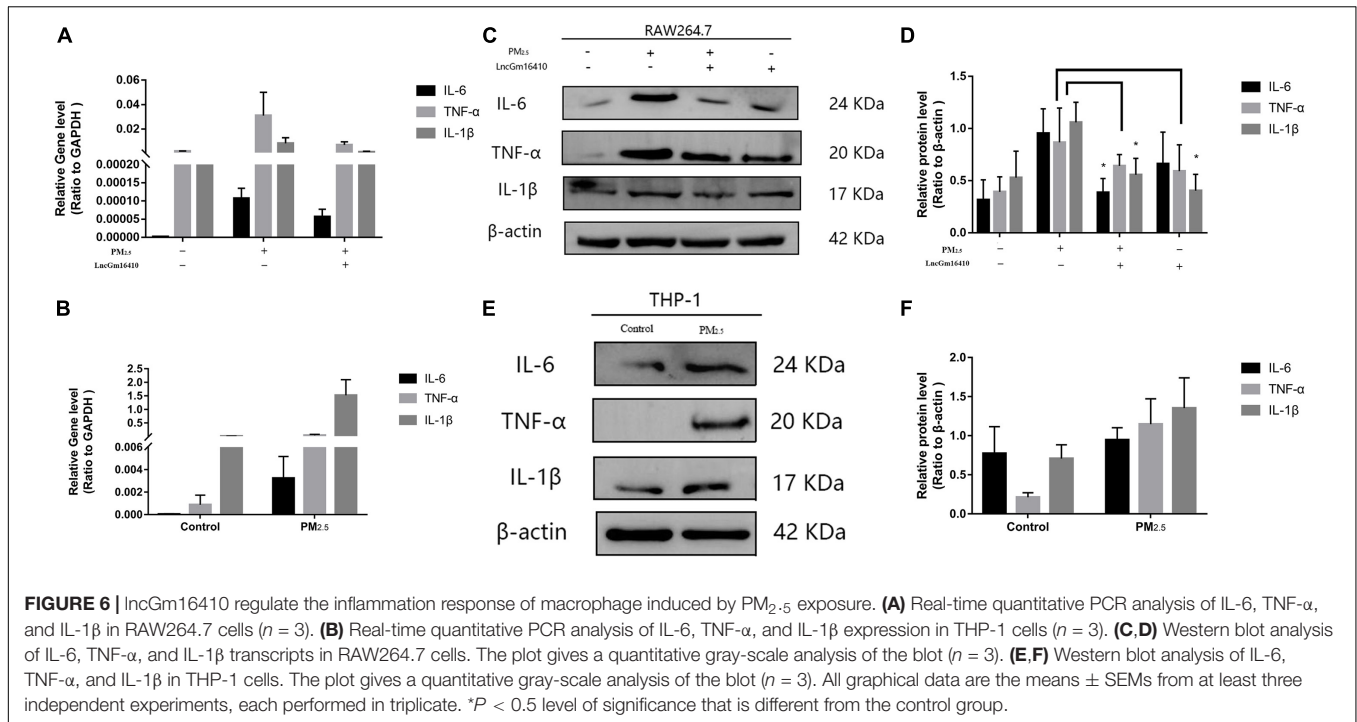 A
Relative Gene level
(Ratio to GAPDH )
0.06
0.04
0.02
0.00020
0.00015
0.00010
0.00005
0.00000
IL-6
TNF-α
IL-1β
PM2.5 – + +
LncGm16410 – – +
B
Relative Gene level
(Ratio to GAPDH )
2.5
2.0
1.5
1.0
0.5
0.006
0.004
0.002
0.000
Control PM2.5
IL-6
TNF-α
IL-1β
C
RAW264.7
PM2.5 - + + -
LncGm16410 - - + +
IL-6 24 KDa
TNF-α 20 KDa
IL-1β 17 KDa
β-actin 42 KDa
D
Relative protein level
(Ratio to β-actin )
1.5
1.0
0.5
0.0
* * *
IL-6
TNF-α
IL-1β
PM2.5 – + + –
LncGm16410 – – + +
E
THP-1
Control PM2.5
IL-6 24 KDa
TNF-α 20 KDa
IL-1β 17 KDa
β-actin 42 KDa
F
Relative protein level
(Ratio to β-actin )
2.0
1.5
1.0
0.5
0.0
Control PM2.5
IL-6
TNF-α
IL-1β
FIGURE 6 | lncGm16410 regulate the inflammation response of macrophage induced by PM2.5 exposure. (A) Real-time quantitative PCR analysis of IL-6, TNF-α,
and IL-1β in RAW264.7 cells (n = 3). (B) Real-time quantitative PCR analysis of IL-6, TNF-α, and IL-1β expression in THP-1 cells (n = 3). (C,D) Western blot analysis
of IL-6, TNF-α, and IL-1β transcripts in RAW264.7 cells. The plot gives a quantitative gray-scale analysis of the blot (n = 3). (E,F) Western blot analysis of IL-6,
TNF-α, and IL-1β in THP-1 cells. The plot gives a quantitative gray-scale analysis of the blot (n = 3). All graphical data are the means ± SEMs from at least three
independent experiments, each performed in triplicate. *P < 0.5 level of significance that is different from the control group.